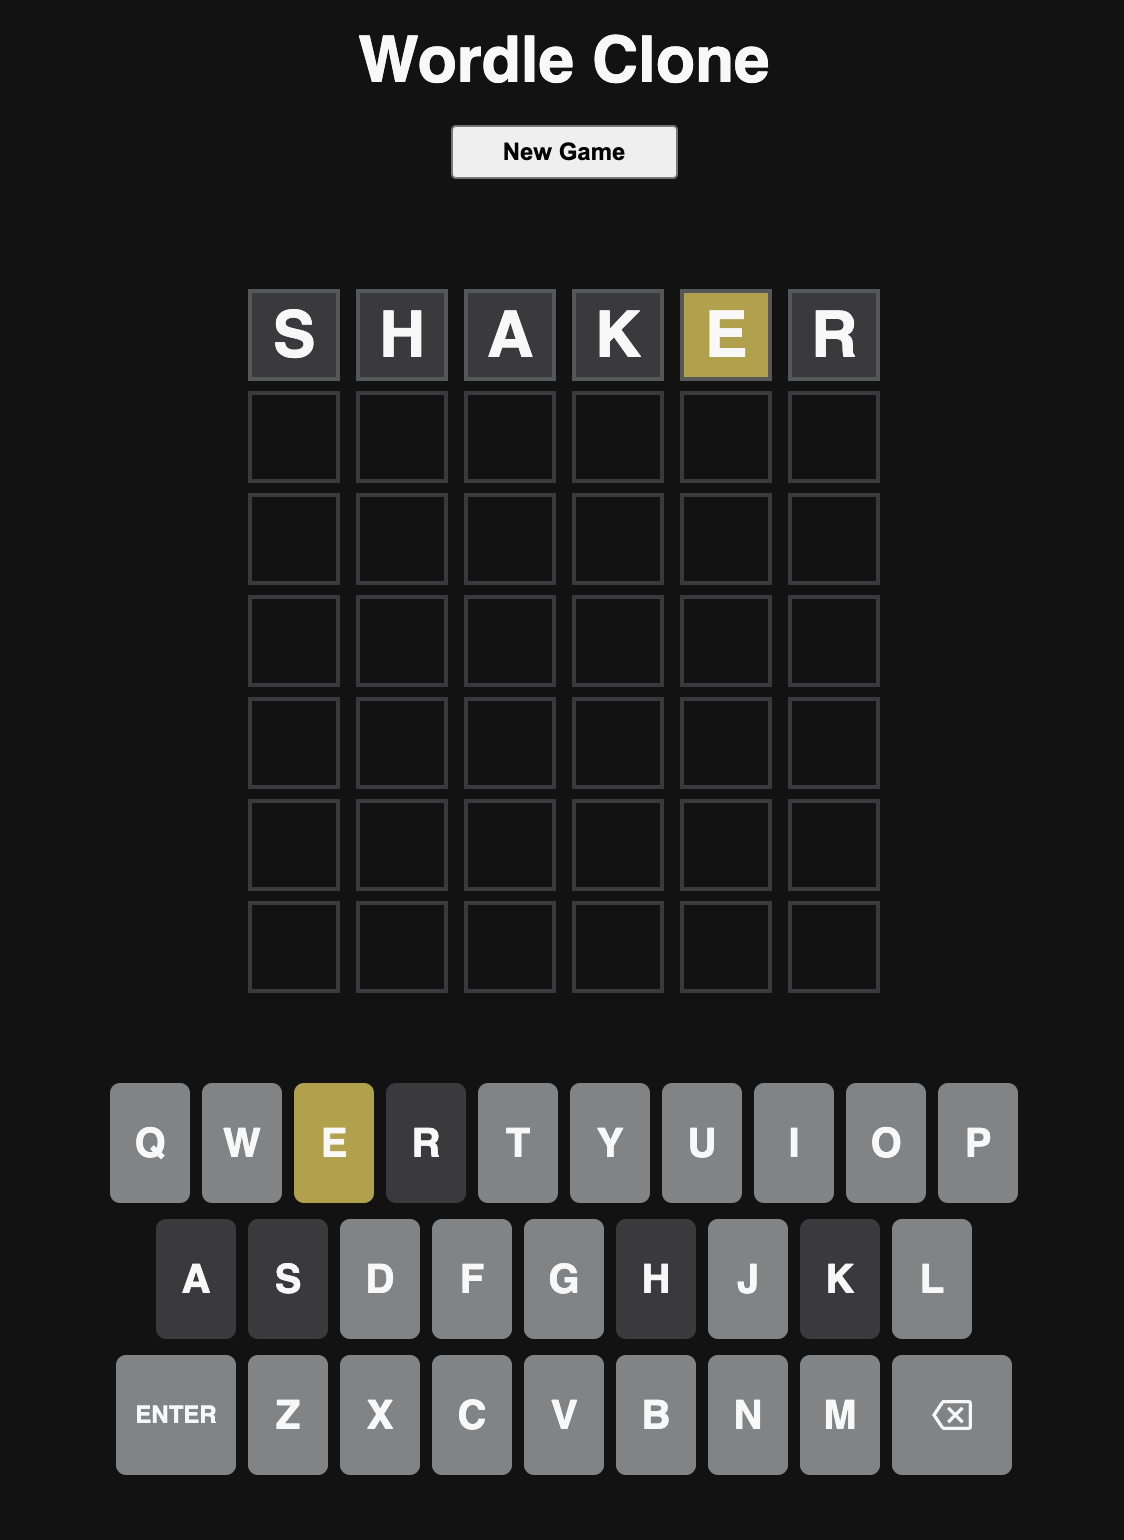 Wordle Clone
New Game
S H A K E R
Q W E R T Y U I O P
A S D F G H J K L
ENTER Z X C V B N M